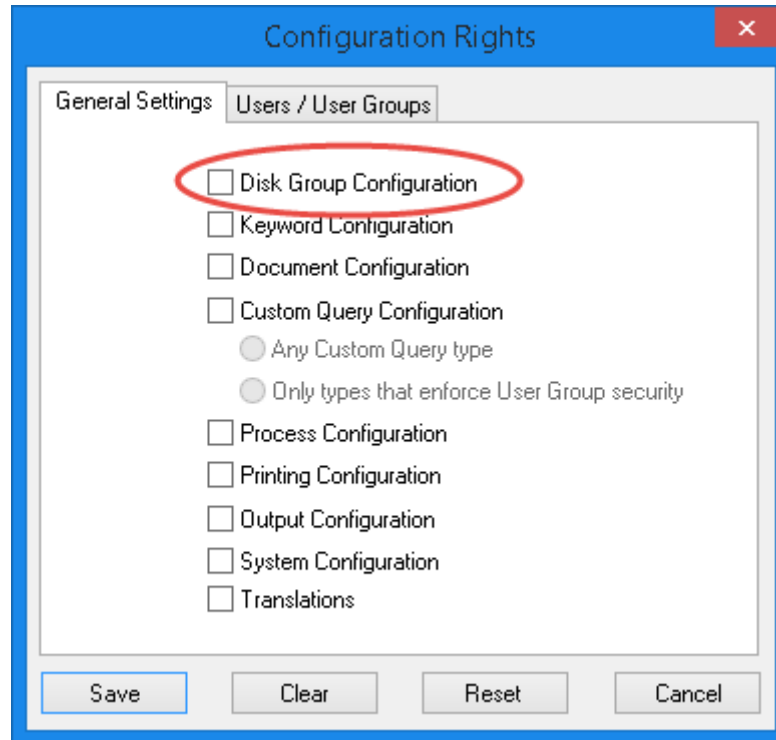 Configuration Rights
General Settings
Users / User Groups
Disk Group Configuration
Keyword Configuration
Document Configuration
Custom Query Configuration
Any Custom Query type
Only types that enforce User Group security
Process Configuration
Printing Configuration
Output Configuration
System Configuration
Translations
Save
Clear
Reset
Cancel